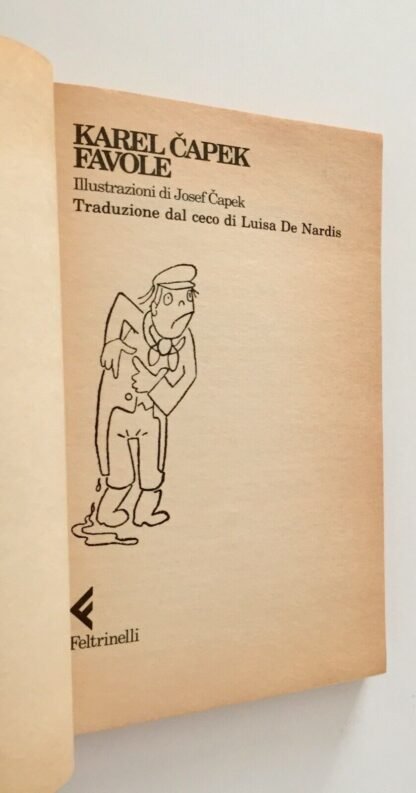 KAREL ČAPEK
FAVOLE
Illustrazioni di Josef Čapek
Traduzione dal ceco di Luisa De Nardis
Feltrinelli